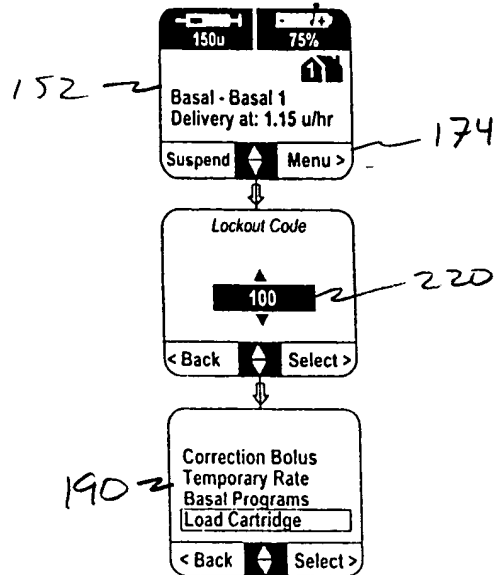 150u 75%
1
152
Basal - Basal 1
Delivery at: 1.15 u/hr
174
Suspend Menu >
Lockout Code
100
220
< Back Select >
190
Correction Bolus
Temporary Rate
Basal Programs
Load Cartridge
< Back Select >